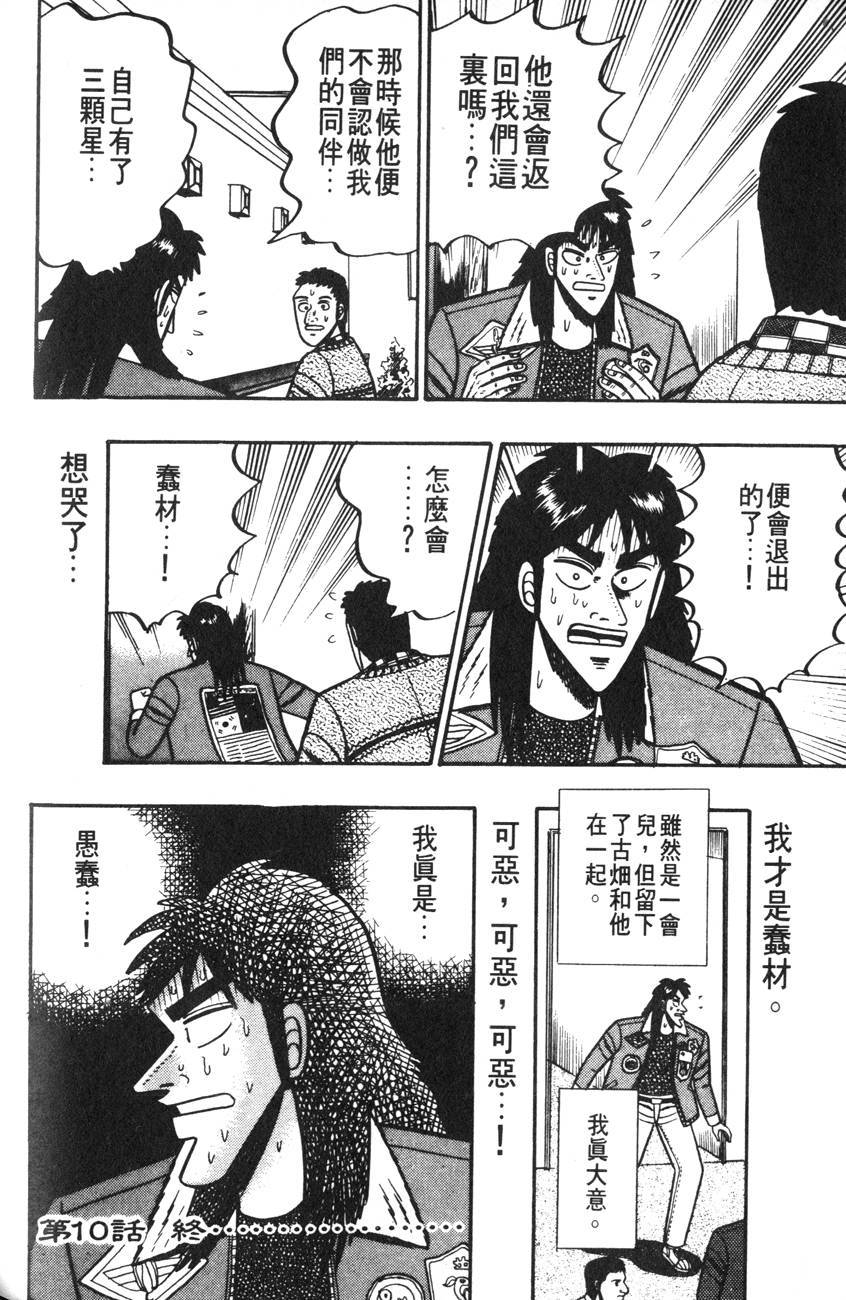 他還會返
回我們這
裏嗎…？
那時候他便
不會認做我
們的同伴…
自己有了
三顆星…
便會退出
的了…！
怎麼會
……？
蠢材…！
想哭了…
我才是蠢材。
雖然是一會
兒，但留下
了古畑和他
在一起。
我眞大意。
可惡，可惡，可惡…！
我眞是…
愚蠢…！
第10話　終……………………